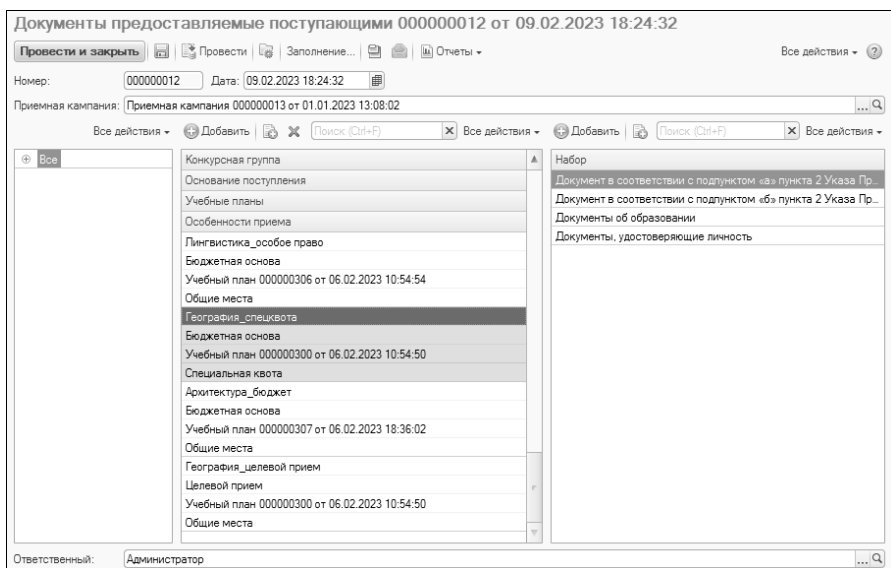 Документы предоставляемые поступающими 000000012 от 09.02.2023 18:24:32
Провести и закрыть Провести Заполнение... Отчеты Все действия ?
Номер: 000000012 Дата: 09.02.2023 18:24:32
Приемная кампания: Приемная кампания 000000013 от 01.01.2023 13:08:02 ...
Все действия Добавить Поиск (Ctrl+F) x Все действия Добавить Поиск (Ctrl+F) x Все действия
Все
Конкурсная группа
Основание поступления
Учебные планы
Особенности приема
Лингвистика_особое право
Бюджетная основа
Учебный план 000000306 от 06.02.2023 10:54:54
Общие места
География_спецквота
Бюджетная основа
Учебный план 000000300 от 06.02.2023 10:54:50
Специальная квота
Архитектура_бюджет
Бюджетная основа
Учебный план 000000307 от 06.02.2023 18:36:02
Общие места
География_целевой прием
Целевой прием
Учебный план 000000300 от 06.02.2023 10:54:50
Общие места
Набор
Документ в соответствии с подпунктом «а» пункта 2 Указа Пр...
Документ в соответствии с подпунктом «б» пункта 2 Указа Пр...
Документы об образовании
Документы, удостоверяющие личность
Ответственный: Администратор ...